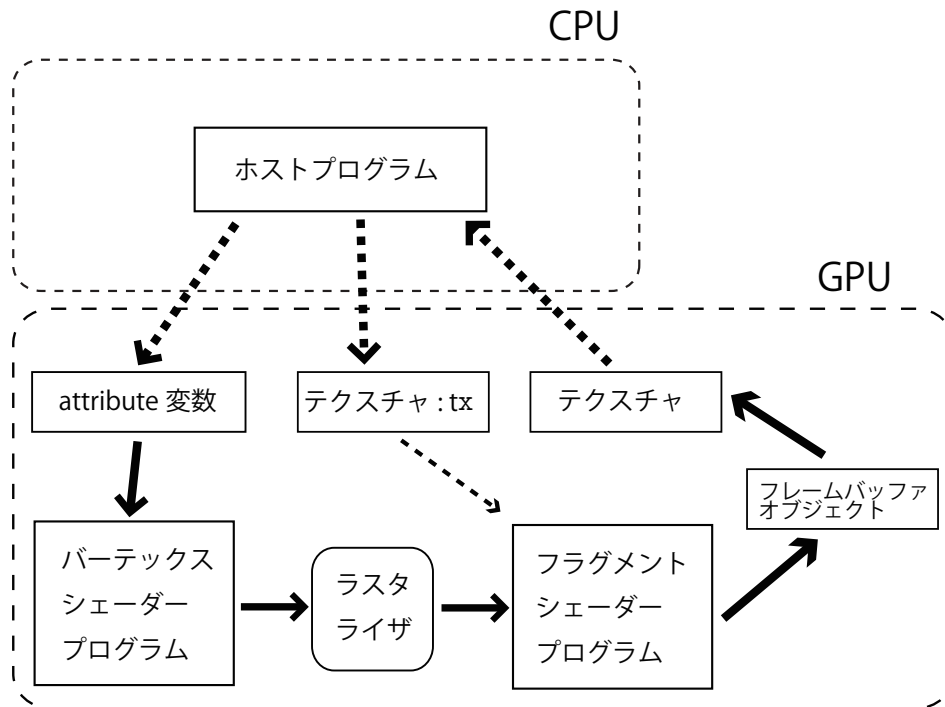 CPU
ホストプログラム
GPU
attribute 変数
テクスチャ : tx
テクスチャ
フレームバッファ
オブジェクト
バーテックス
シェーダー
プログラム
ラスタ
ライザ
フラグメント
シェーダー
プログラム